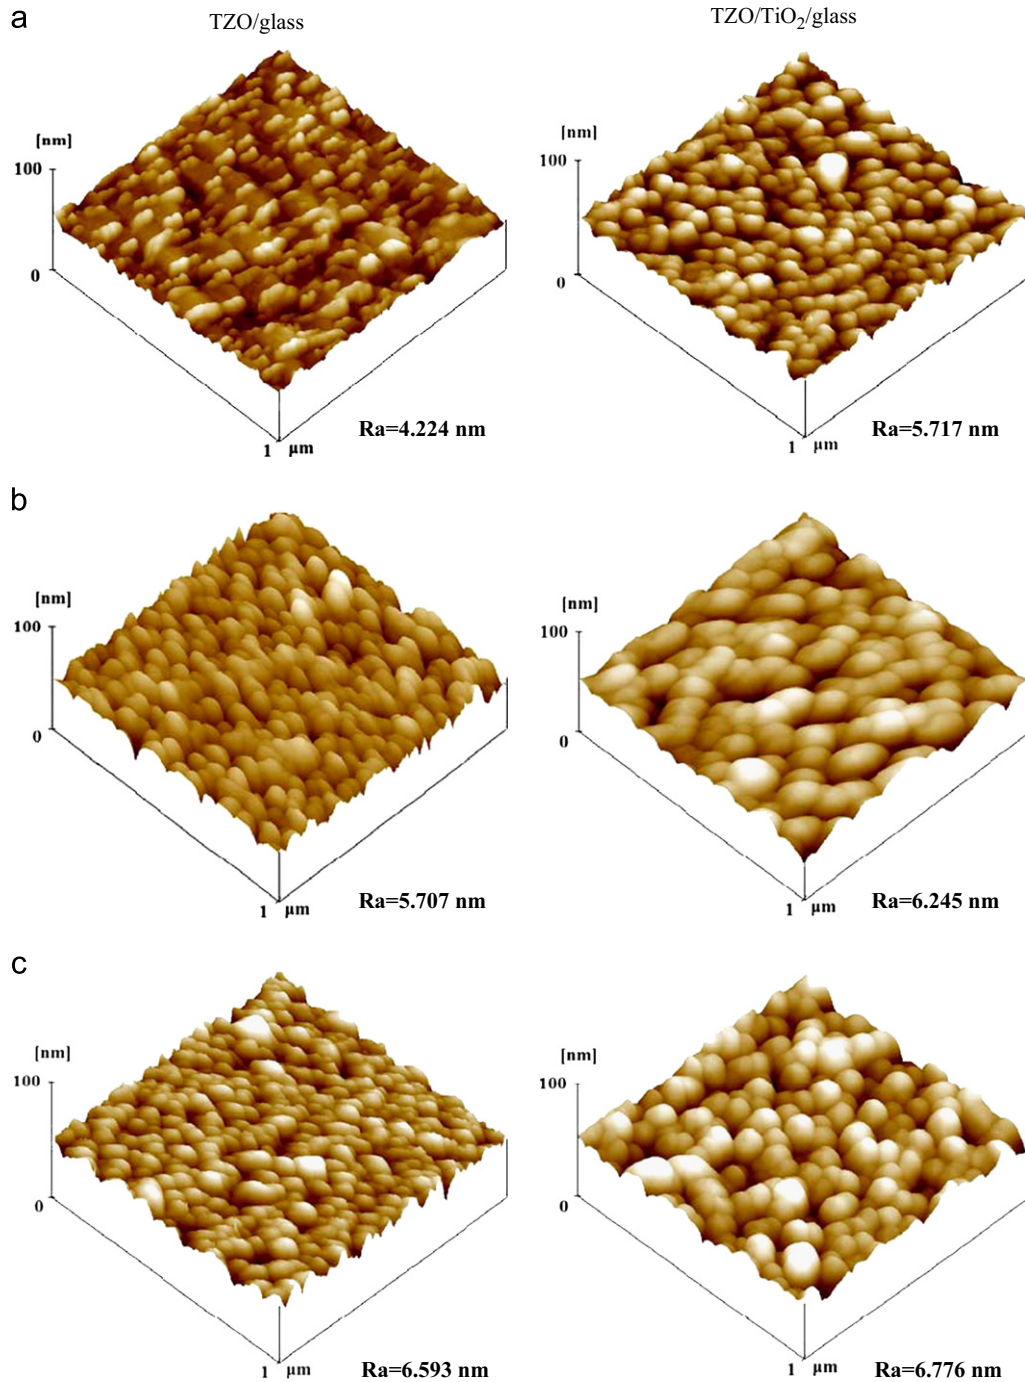 a
TZO/glass
TZO/TiO2/glass
[nm]
100
0
1 μm
Ra=4.224 nm
[nm]
100
0
1 μm
Ra=5.717 nm
b
[nm]
100
0
1 μm
Ra=5.707 nm
[nm]
100
0
1 μm
Ra=6.245 nm
c
[nm]
100
0
1 μm
Ra=6.593 nm
[nm]
100
0
1 μm
Ra=6.776 nm